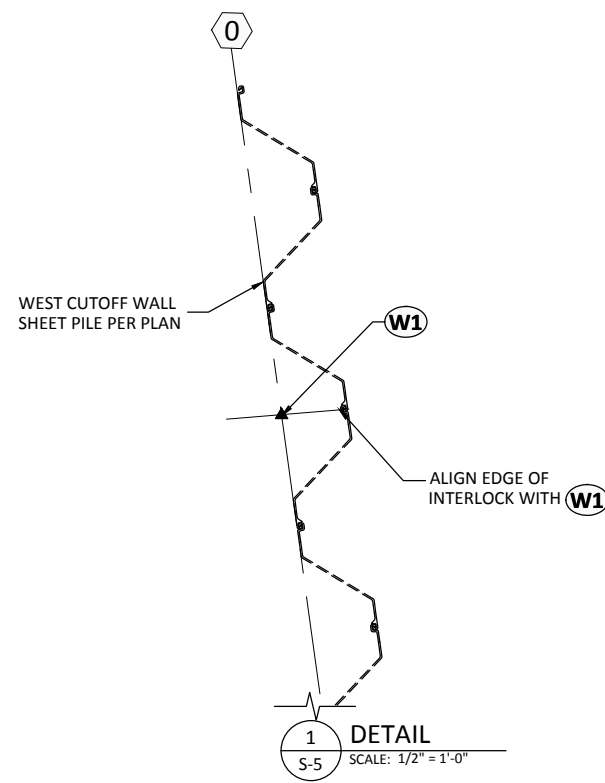 0
WEST CUTOFF WALL
SHEET PILE PER PLAN
W1
ALIGN EDGE OF
INTERLOCK WITH W1
1
S-5
DETAIL
SCALE: 1/2" = 1'-0"